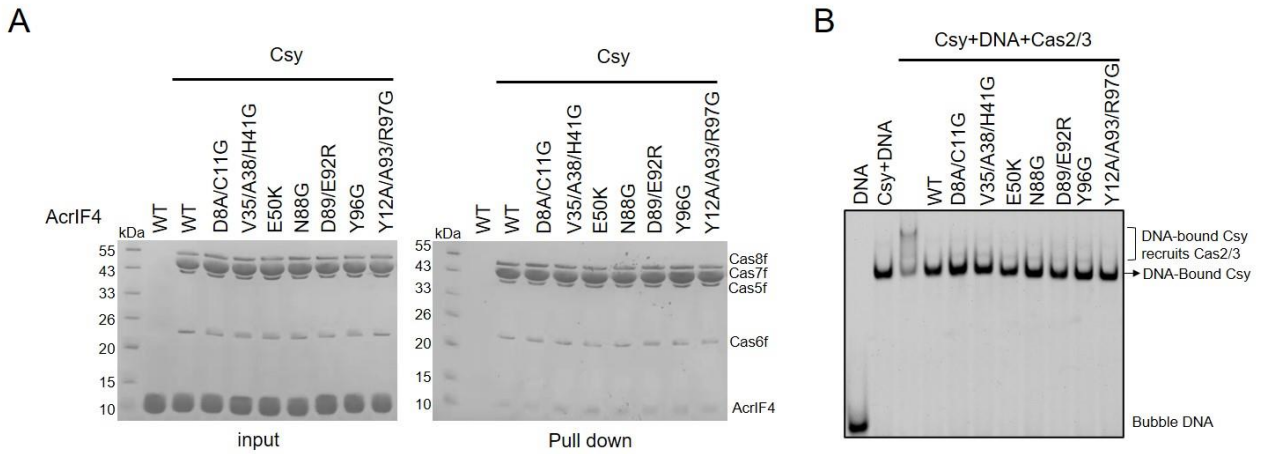 A
Csy
AcrIF4
WT
WT
D8A/C11G
V35/A38/H41G
E50K
N88G
D89/E92R
Y96G
Y12A/A93/R97G
kDa
55
43
33
26
20
15
10
input
Csy
WT
WT
D8A/C11G
V35/A38/H41G
E50K
N88G
D89/E92R
Y96G
Y12A/A93/R97G
kDa
55
43
33
26
20
15
10
Cas8f
Cas7f
Cas5f
Cas6f
AcrIF4
Pull down
B
Csy+DNA+Cas2/3
DNA
Csy+DNA
WT
D8A/C11G
V35/A38/H41G
E50K
N88G
D89/E92R
Y96G
Y12A/A93/R97G
DNA-bound Csy
recruits Cas2/3
DNA-Bound Csy
Bubble DNA